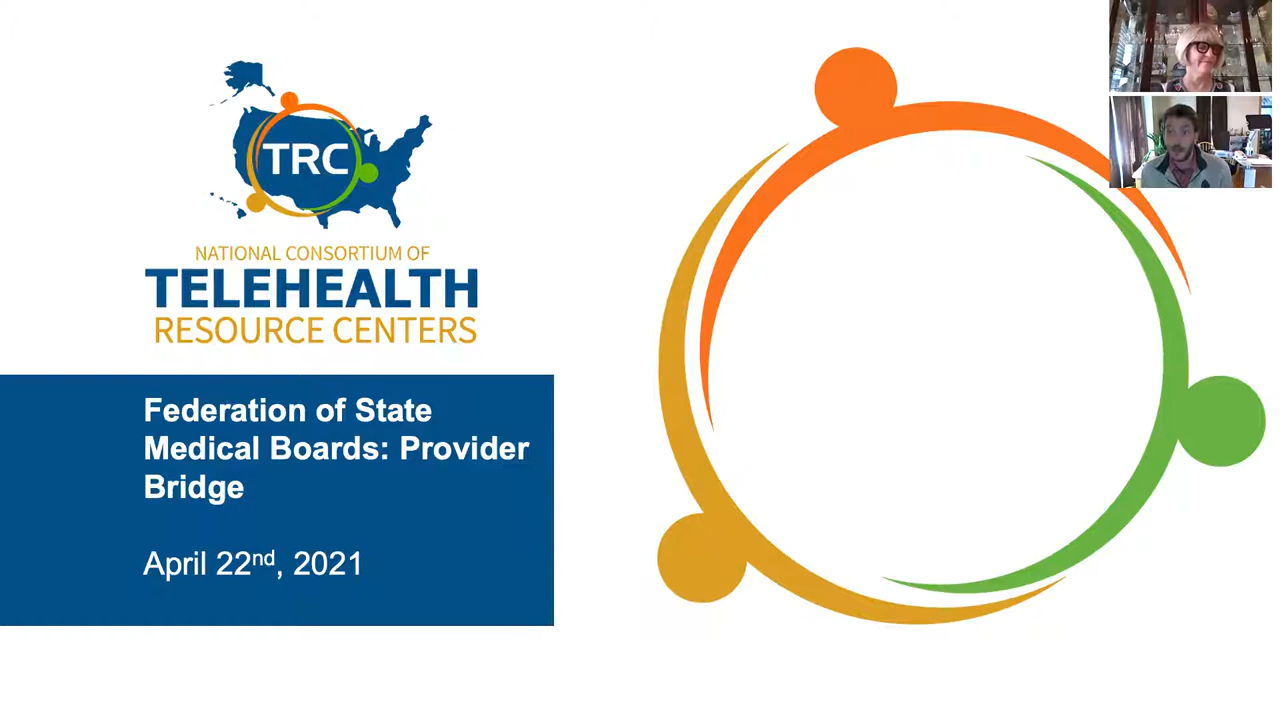 TRC
NATIONAL CONSORTIUM OF
TELEHEALTH
RESOURCE CENTERS
Federation of State
Medical Boards: Provider
Bridge
April 22nd, 2021